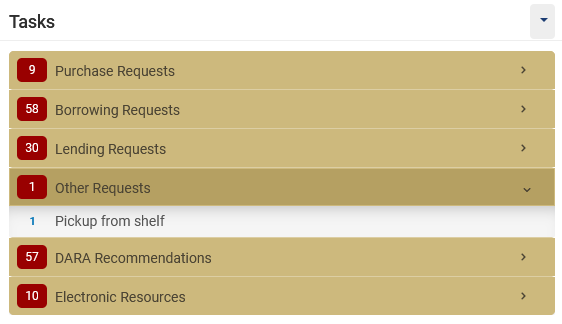 Tasks
9 Purchase Requests
58 Borrowing Requests
30 Lending Requests
1 Other Requests
1 Pickup from shelf
57 DARA Recommendations
10 Electronic Resources